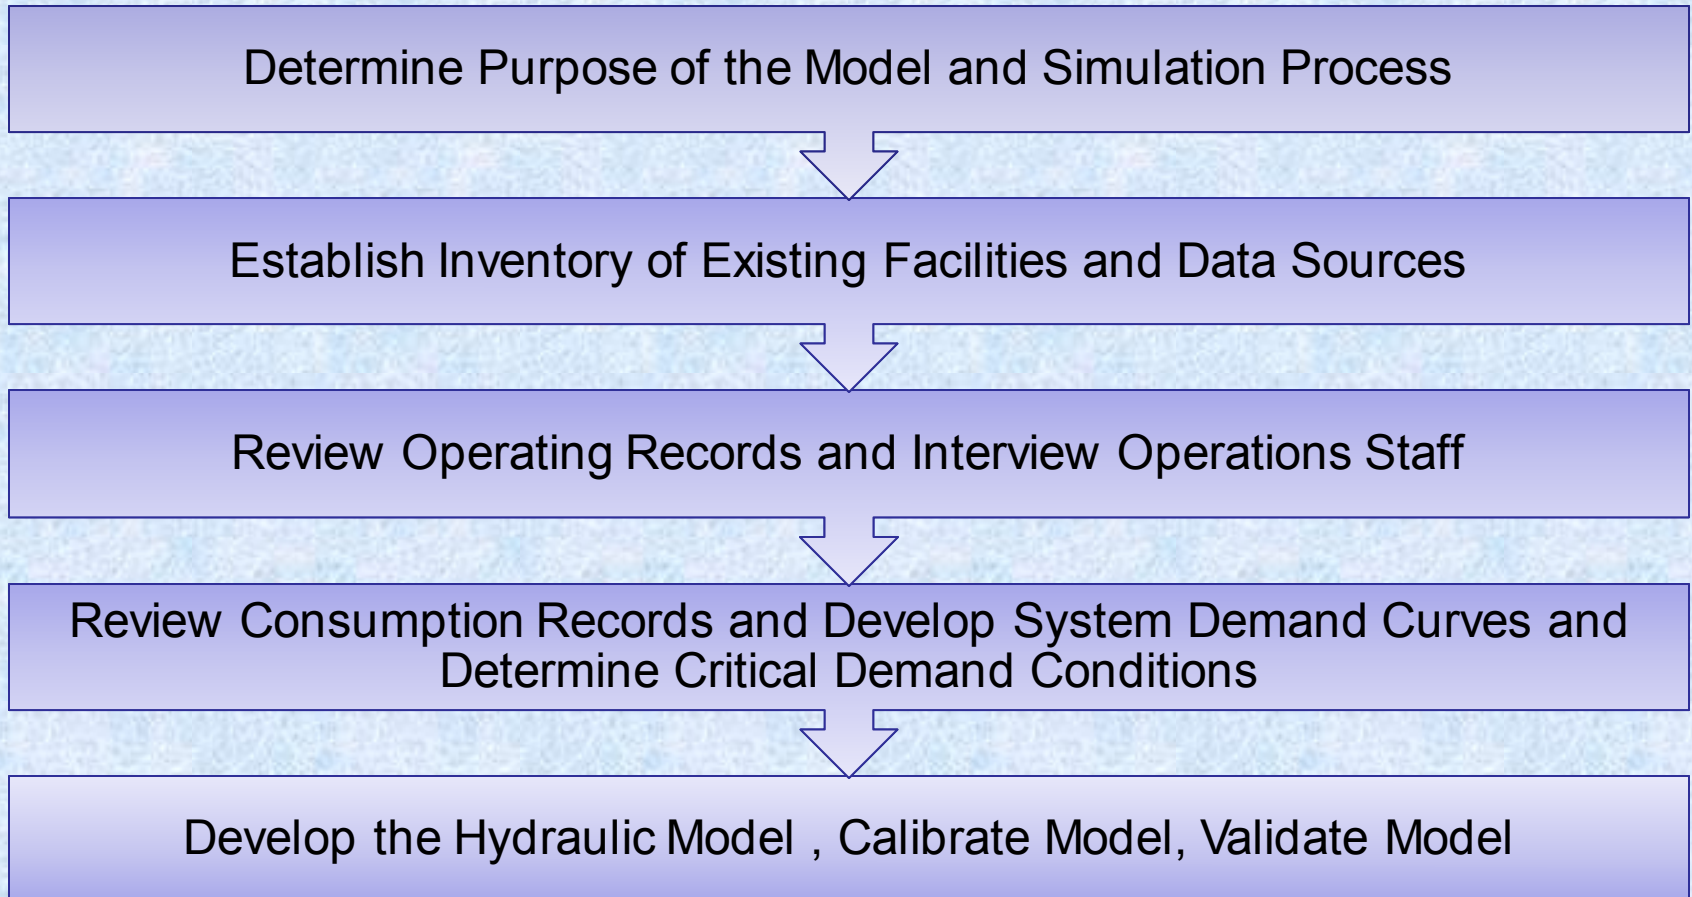 Determine Purpose of the Model and Simulation Process
Establish Inventory of Existing Facilities and Data Sources
Review Operating Records and Interview Operations Staff
Review Consumption Records and Develop System Demand Curves and
Determine Critical Demand Conditions
Develop the Hydraulic Model , Calibrate Model, Validate Model